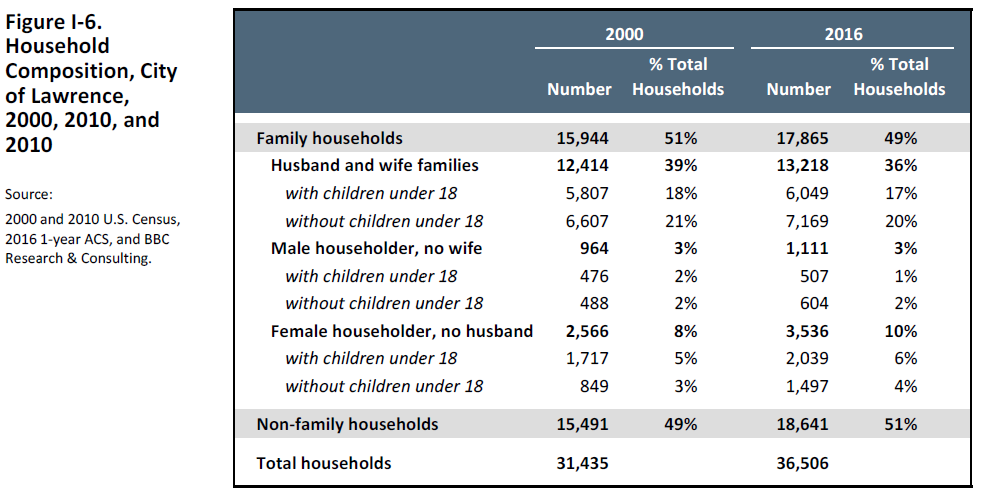 Figure I-6.
Household
Composition, City
of Lawrence,
2000, 2010, and
2010
Source:
2000 and 2010 U.S. Census,
2016 1-year ACS, and BBC
Research & Consulting.
2000 2016
% Total % Total
Number Households Number Households
Family households 15,944 51% 17,865 49%
Husband and wife families 12,414 39% 13,218 36%
with children under 18 5,807 18% 6,049 17%
without children under 18 6,607 21% 7,169 20%
Male householder, no wife 964 3% 1,111 3%
with children under 18 476 2% 507 1%
without children under 18 488 2% 604 2%
Female householder, no husband 2,566 8% 3,536 10%
with children under 18 1,717 5% 2,039 6%
without children under 18 849 3% 1,497 4%
Non-family households 15,491 49% 18,641 51%
Total households 31,435 36,506